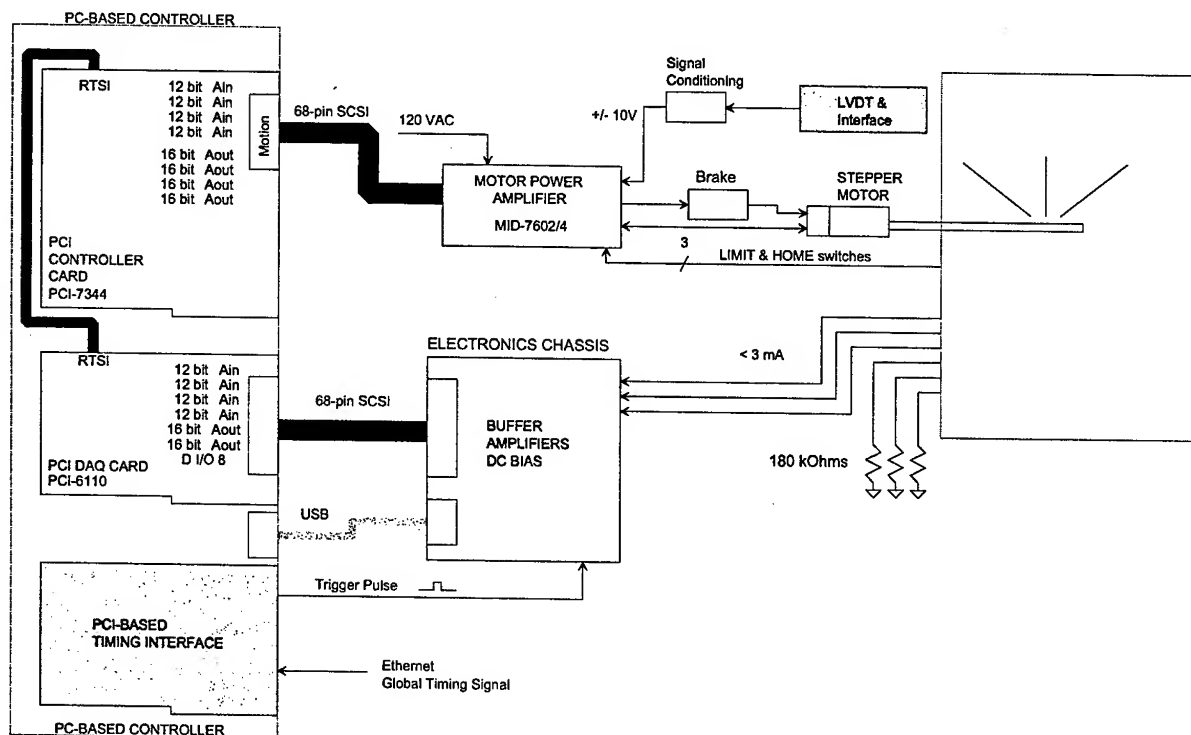 PC-BASED CONTROLLER
RTSI
12 bit Ain
12 bit Ain
12 bit Ain
12 bit Ain
16 bit Aout
16 bit Aout
16 bit Aout
16 bit Aout
Motion
PCI
CONTROLLER
CARD
PCI-7344
68-pin SCSI
120 VAC
MOTOR POWER
AMPLIFIER
MID-7602/4
Signal
Conditioning
+/- 10V
LVDT &
Interface
Brake
STEPPER
MOTOR
3
LIMIT & HOME switches
RTSI
12 bit Ain
12 bit Ain
12 bit Ain
12 bit Ain
16 bit Aout
16 bit Aout
D I/O 8
PCI DAQ CARD
PCI-6110
68-pin SCSI
ELECTRONICS CHASSIS
BUFFER
AMPLIFIERS
DC BIAS
< 3 mA
180 kOhms
USB
Trigger Pulse
PCI-BASED
TIMING INTERFACE
Ethernet
Global Timing Signal
PC-BASED CONTROLLER